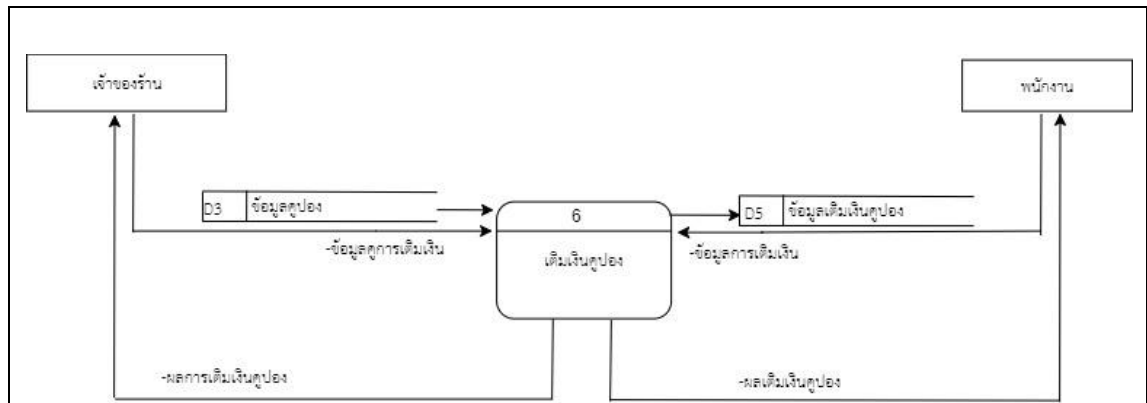 เจ้าของร้าน
พนักงาน
D3 ข้อมูลคูปอง
6
D5 ข้อมูลเติมเงินคูปอง
-ข้อมูลดูการเติมเงิน
เติมเงินคูปอง
-ข้อมูลการเติมเงิน
-ผลการเติมเงินคูปอง
-ผลเติมเงินคูปอง